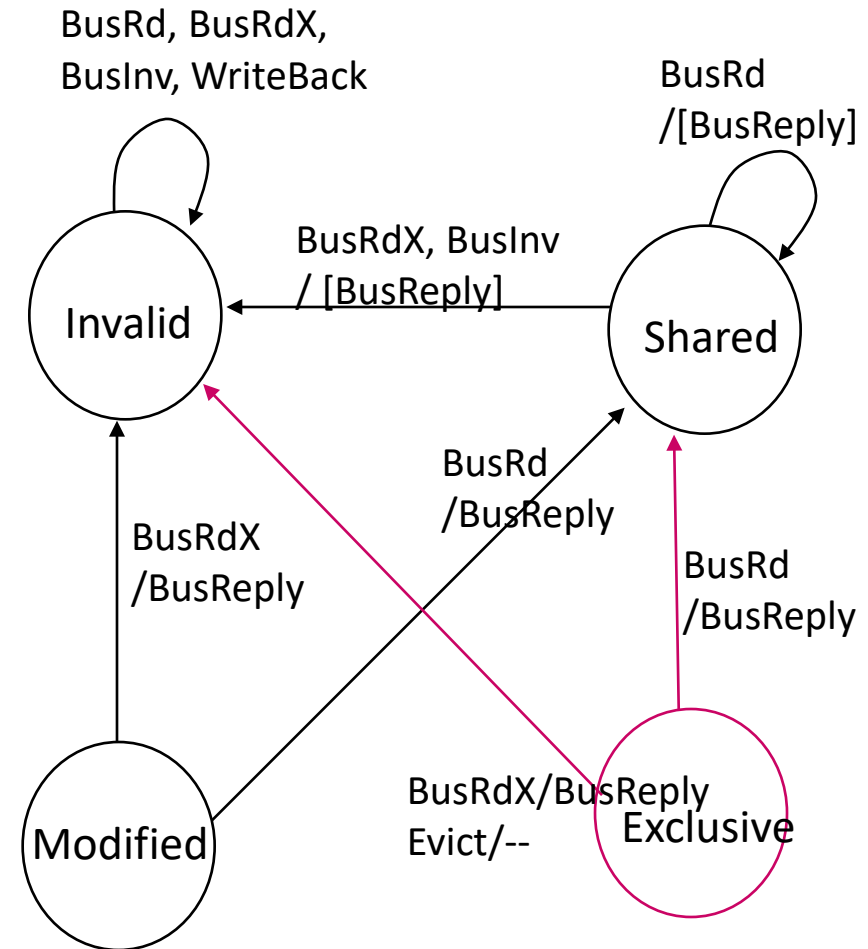 BusRd, BusRdX,
BusInv, WriteBack
BusRd
/[BusReply]
BusRdX, BusInv
/ [BusReply]
Invalid
Shared
BusRd
/BusReply
BusRdX
/BusReply
BusRd
/BusReply
BusRdX/BusReply
Evict/--
Modified
Exclusive